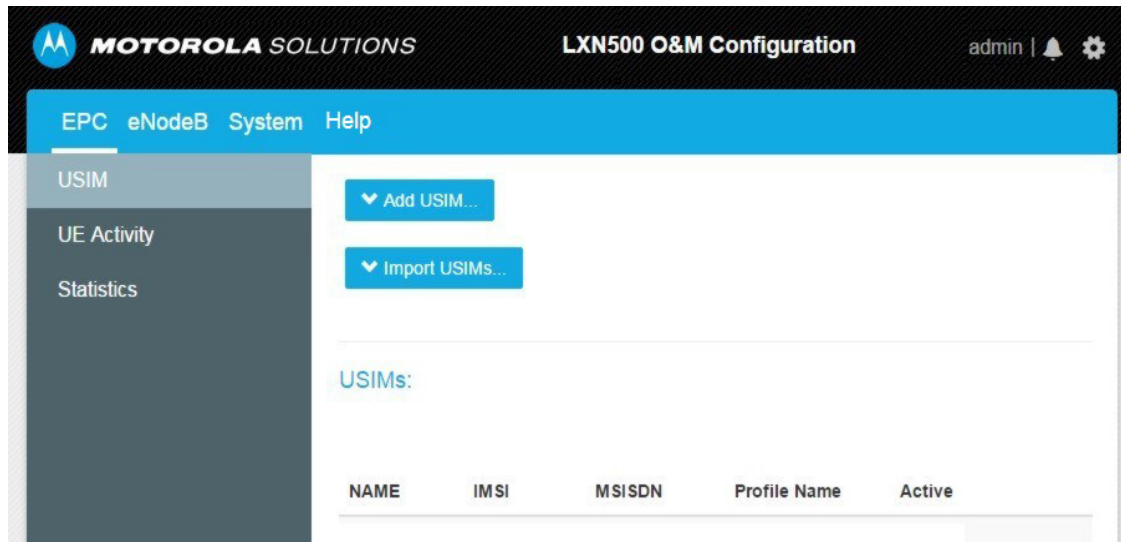 MOTOROLA SOLUTIONS LXN500 O&M Configuration admin |
EPC eNodeB System Help
USIM
UE Activity
Statistics
Add USIM...
Import USIMs...
USIMs:
NAME IMSI MSISDN Profile Name Active